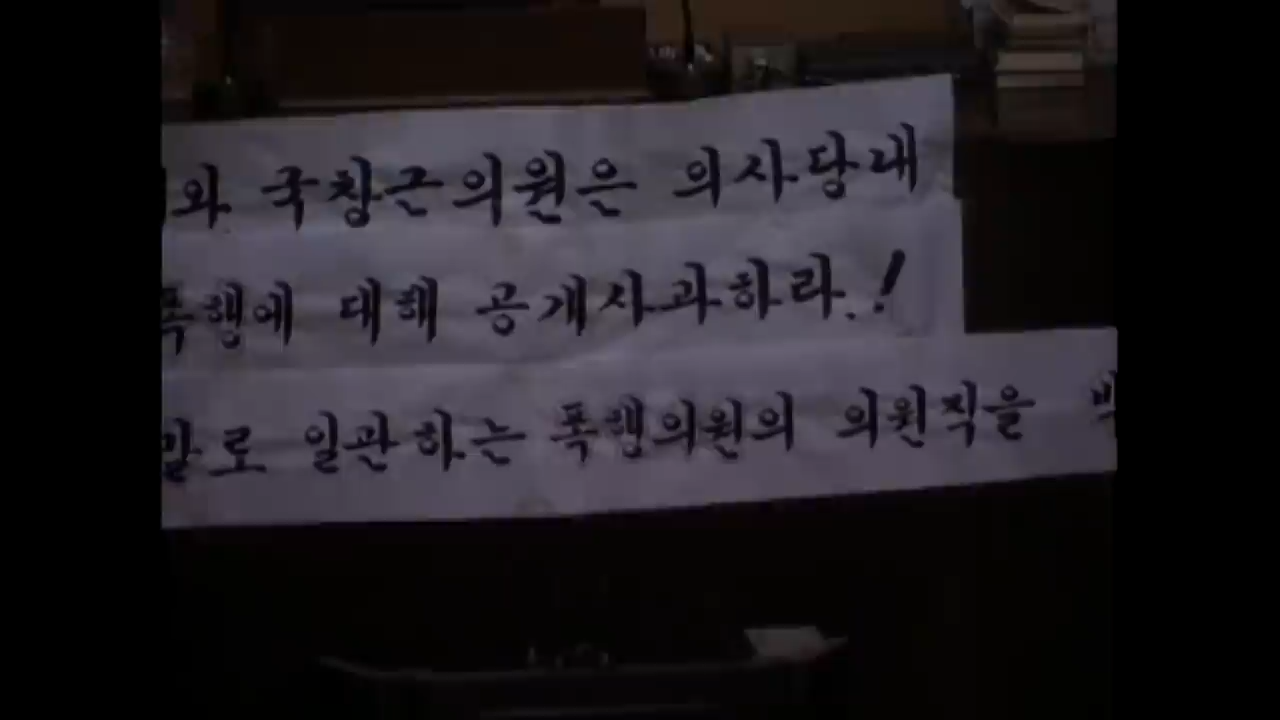 와 국창근의원은 의사당내
폭행에 대해 공개사과하라.!
말로 일관하는 폭행의원의 의원직을